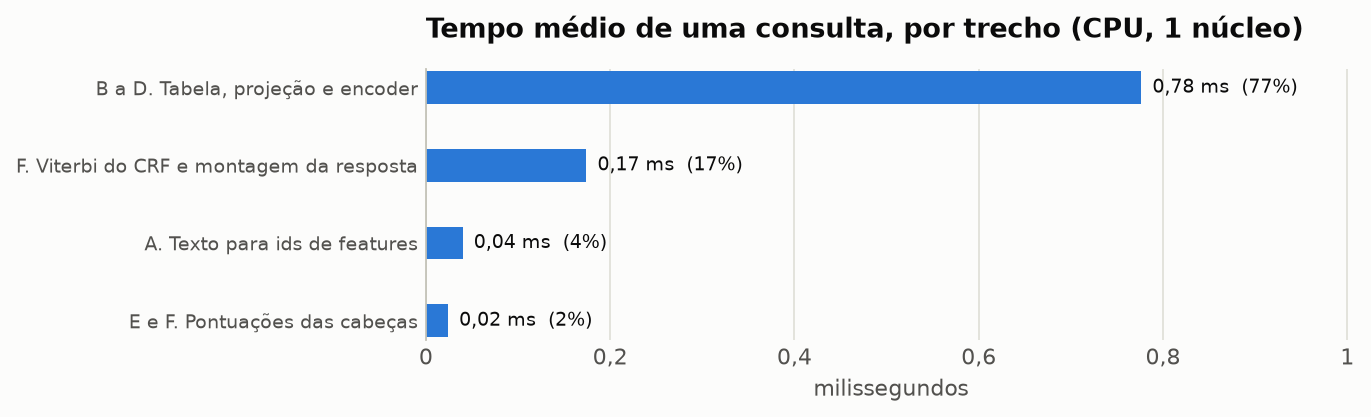 Tempo médio de uma consulta, por trecho (CPU, 1 núcleo)
B a D. Tabela, projeção e encoder
0,78 ms (77%)
F. Viterbi do CRF e montagem da resposta
0,17 ms (17%)
A. Texto para ids de features
0,04 ms (4%)
E e F. Pontuações das cabeças
0,02 ms (2%)
0 0,2 0,4 0,6 0,8 1
milissegundos